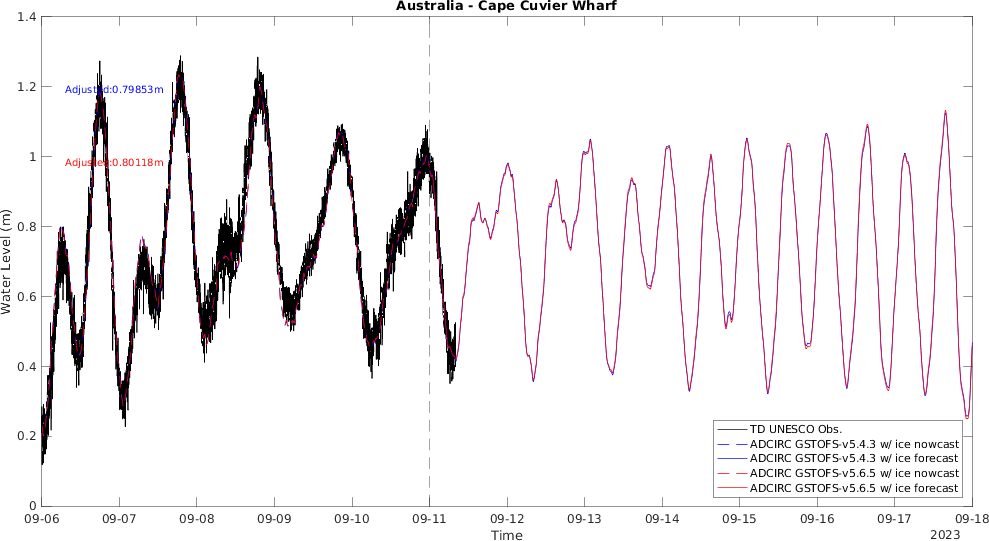 Australia - Cape Cuvier Wharf
1.4
1.2
1
0.8
0.6
0.4
0.2
0
Water Level (m)
Adjusted:0.79853m
Adjusted:0.80118m
TD UNESCO Obs.
ADCIRC GSTOFS-v5.4.3 w/ ice nowcast
ADCIRC GSTOFS-v5.4.3 w/ ice forecast
ADCIRC GSTOFS-v5.6.5 w/ ice nowcast
ADCIRC GSTOFS-v5.6.5 w/ ice forecast
09-06 09-07 09-08 09-09 09-10 09-11 09-12 09-13 09-14 09-15 09-16 09-17 09-18
Time
2023